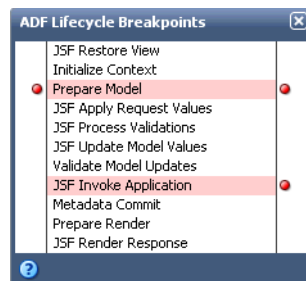 ADF Lifecycle Breakpoints
JSF Restore View
Initialize Context
Prepare Model
JSF Apply Request Values
JSF Process Validations
JSF Update Model Values
Validate Model Updates
JSF Invoke Application
Metadata Commit
Prepare Render
JSF Render Response
?